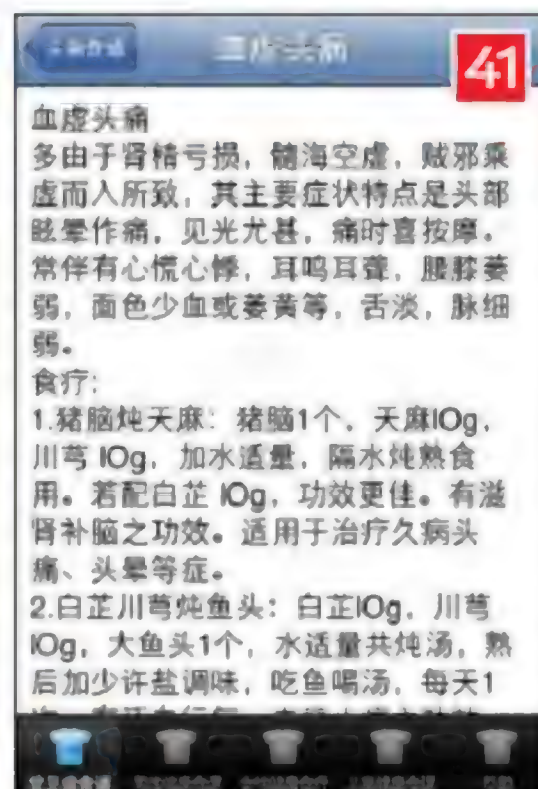 血虚头痛
41
血虚头痛
多由于肾精亏损，髓海空虚，贼邪乘
虚而入所致，其主要症状特点是头部
眩晕作痛，见光尤甚，痛时喜按摩。
常伴有心慌心悸，耳鸣耳聋，腰膝萎
弱，面色少血或萎黄等，舌淡，脉细
弱。
食疗：
1.猪脑炖天麻：猪脑1个，天麻10g，
川芎 10g，加水适量，隔水炖熟食
用。若配白芷 10g，功效更佳。有滋
肾补脑之功效。适用于治疗久病头
痛、头晕等症。
2.白芷川芎炖鱼头：白芷10g，川芎
10g，大鱼头1个，水适量共炖汤，熟
后加少许盐调味，吃鱼喝汤，每天1